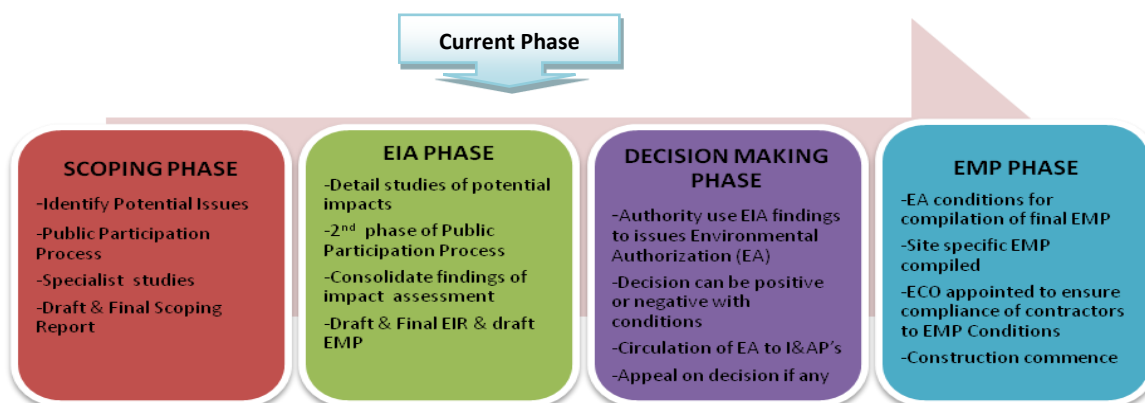 Current Phase
SCOPING PHASE
-Identify Potential Issues
-Public Participation
Process
-Specialist studies
-Draft & Final Scoping
Report
EIA PHASE
-Detail studies of potential
impacts
-2nd phase of Public
Participation Process
-Consolidate findings of
impact assessment
-Draft & Final EIR & draft
EMP
DECISION MAKING
PHASE
-Authority use EIA findings
to issues Environmental
Authorization (EA)
-Decision can be positive
or negative with
conditions
-Circulation of EA to I&AP's
-Appeal on decision if any
EMP PHASE
-EA conditions for
compilation of final EMP
-Site specific EMP
compiled
-ECO appointed to ensure
compliance of contractors
to EMP Conditions
-Construction commence